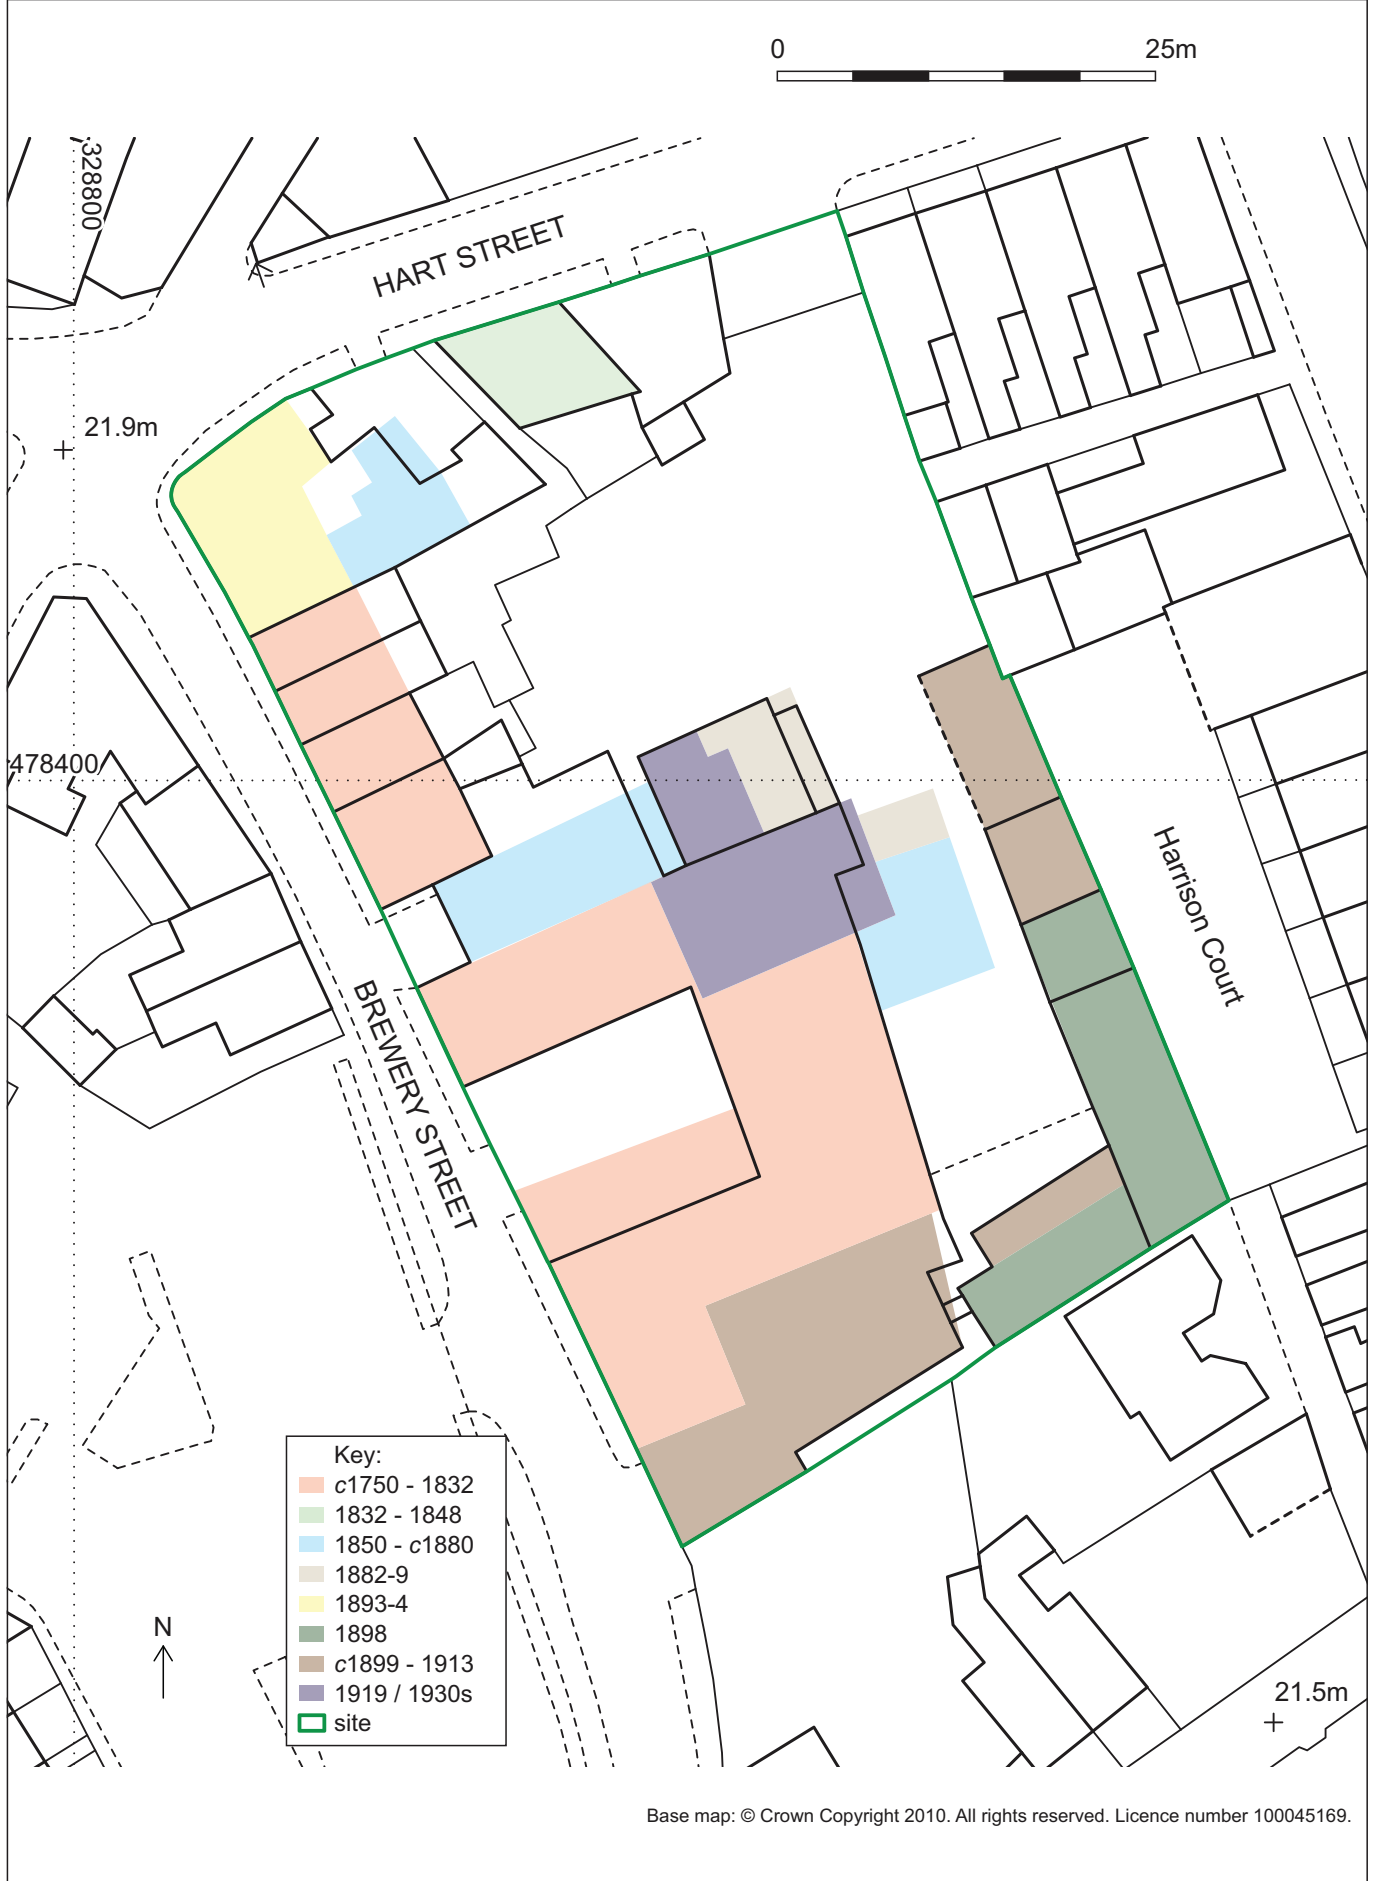 0 25m
328800
HART STREET
21.9m
478400
Harrison Court
BREWERY STREET
Key:
c1750 - 1832
1832 - 1848
1850 - c1880
1882-9
1893-4
1898
c1899 - 1913
1919 / 1930s
site
N
21.5m
Base map: © Crown Copyright 2010. All rights reserved. Licence number 100045169.